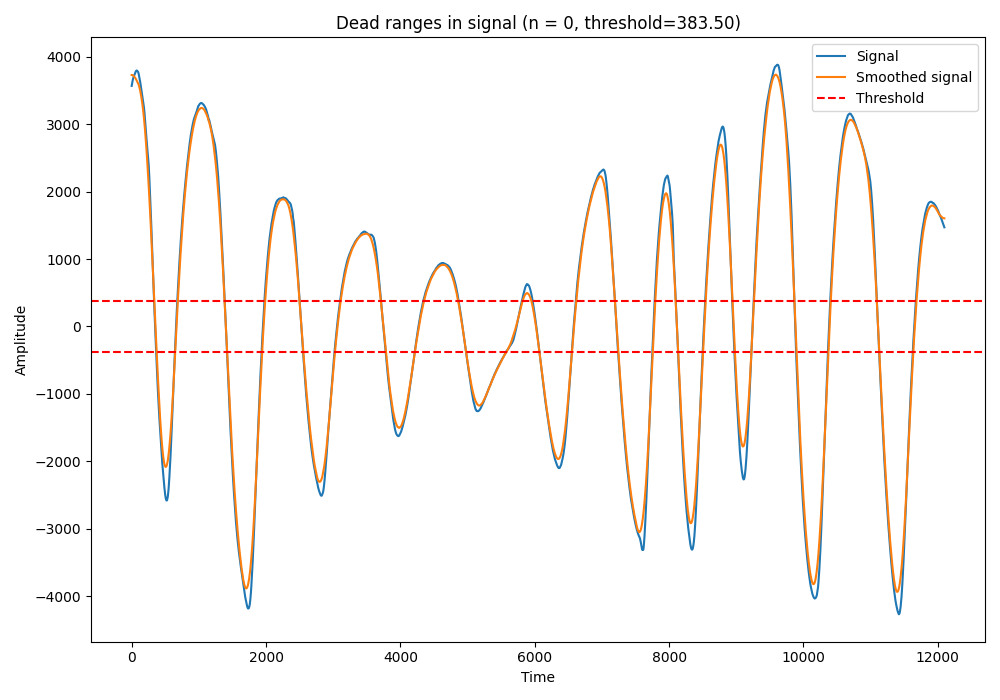 Dead ranges in signal (n = 0, threshold=383.50)
Signal
Smoothed signal
Threshold
Amplitude
4000
3000
2000
1000
0
−1000
−2000
−3000
−4000
0 2000 4000 6000 8000 10000 12000
Time